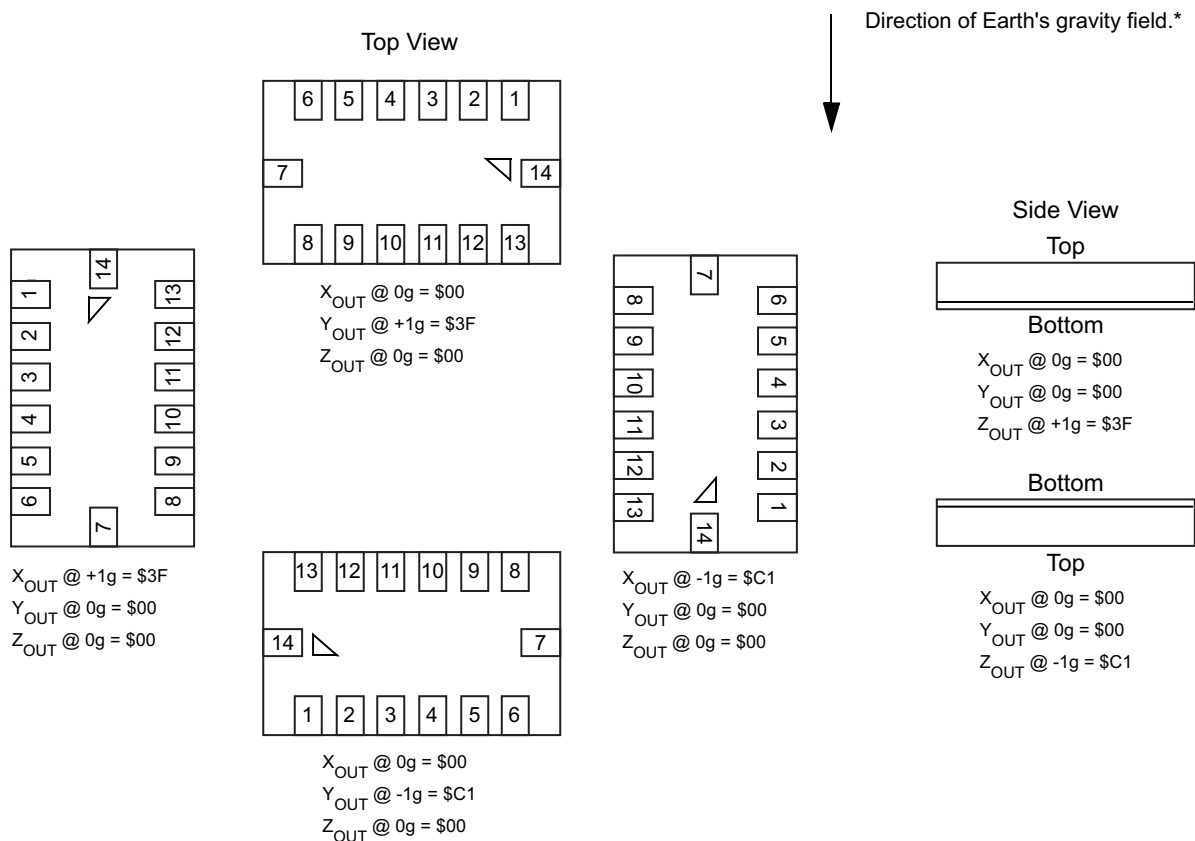 Direction of Earth's gravity field.*
Top View
6 5 4 3 2 1
7 14
8 9 10 11 12 13
XOUT @ 0g = $00
YOUT @ +1g = $3F
ZOUT @ 0g = $00
14
1 13
2 12
3 11
4 10
5 9
6 8
7
XOUT @ +1g = $3F
YOUT @ 0g = $00
ZOUT @ 0g = $00
13 12 11 10 9 8
14 7
1 2 3 4 5 6
XOUT @ 0g = $00
YOUT @ -1g = $C1
ZOUT @ 0g = $00
7
8 6
9 5
10 4
11 3
12 2
13 1
14
XOUT @ -1g = $C1
YOUT @ 0g = $00
ZOUT @ 0g = $00
Side View
Top
Bottom
XOUT @ 0g = $00
YOUT @ 0g = $00
ZOUT @ +1g = $3F
Bottom
Top
XOUT @ 0g = $00
YOUT @ 0g = $00
ZOUT @ -1g = $C1